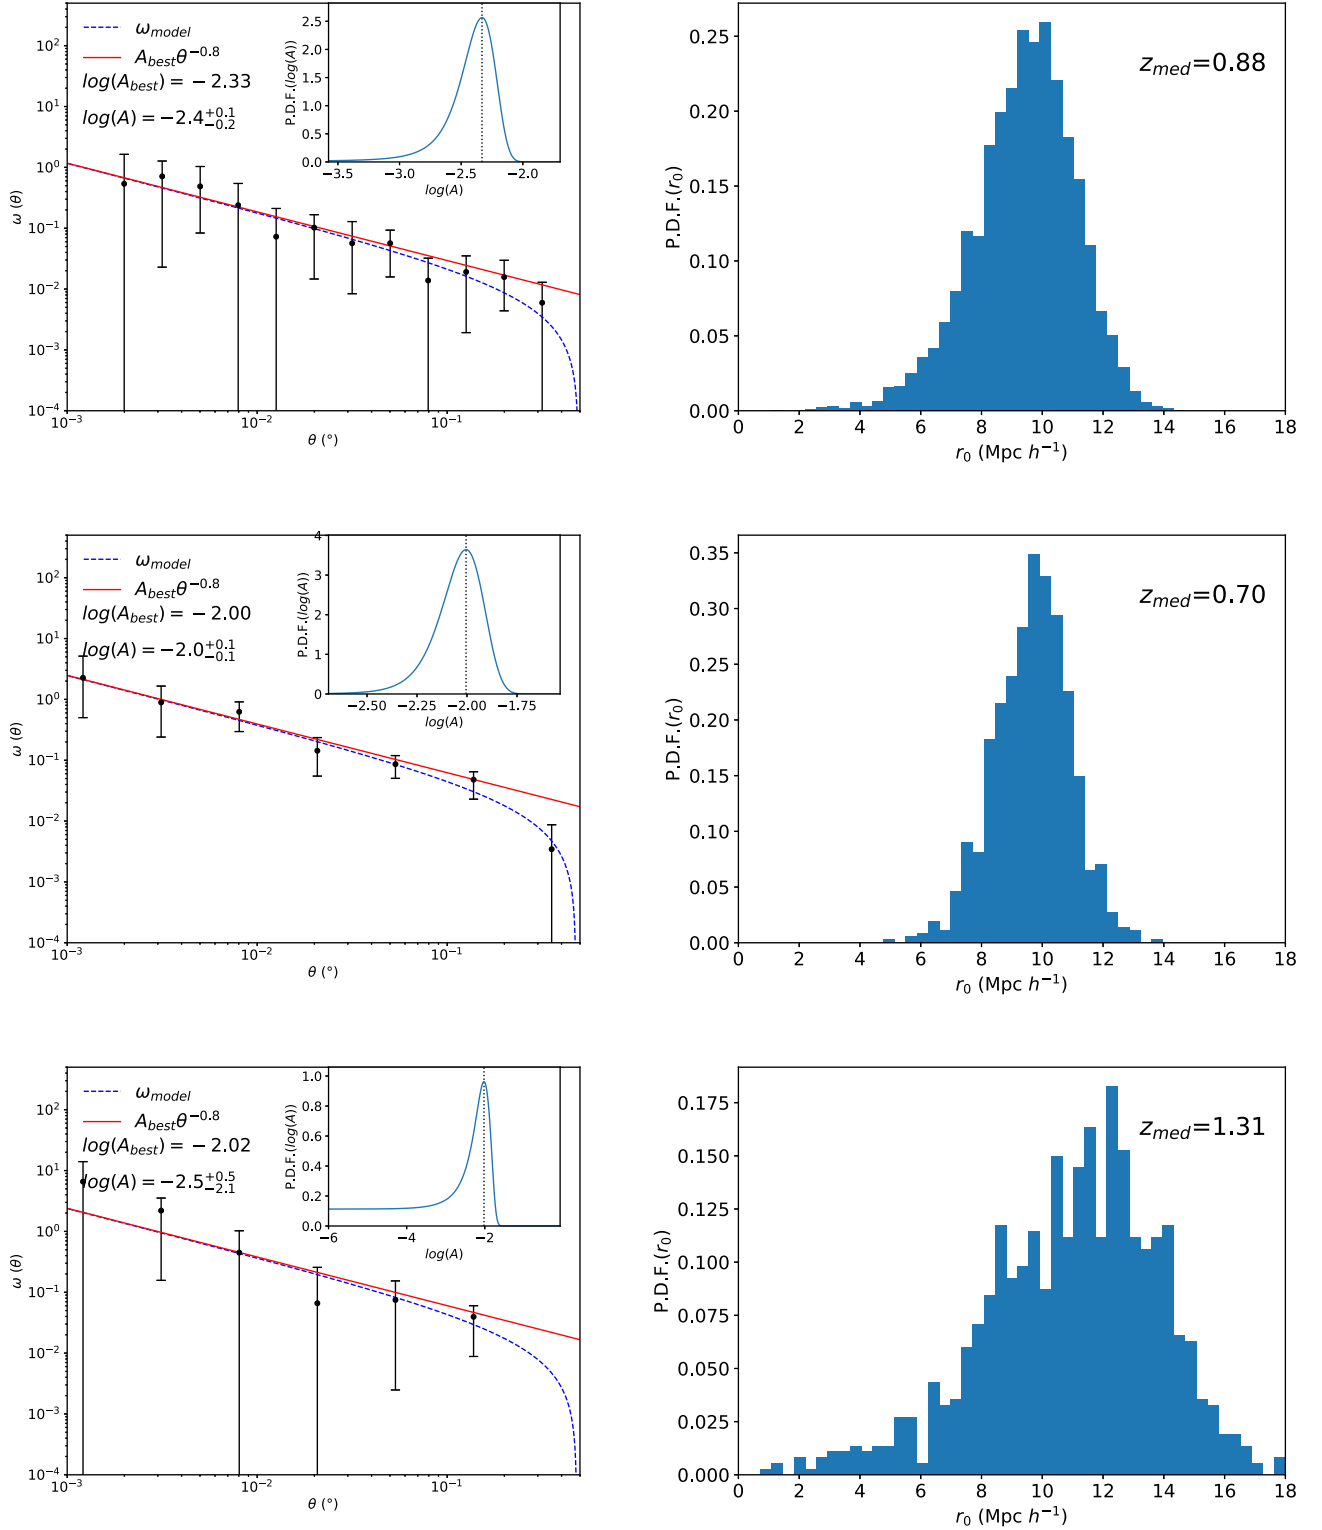 ω_model
A_bestθ^−0.8
log(A_best) = − 2.33
log(A) = −2.4^+0.1_−0.2
10^2
10^1
10^0
10^−1
10^−2
10^−3
10^−4
10^−3
10^−2
10^−1
ω (θ)
θ (°)
P.D.F.(log(A))
2.5
2.0
1.5
1.0
0.5
0.0
−3.5
−3.0
−2.5
−2.0
log(A)
z_med=0.88
P.D.F.(r_0)
0.25
0.20
0.15
0.10
0.05
0.00
0 2 4 6 8 10 12 14 16 18
r_0 (Mpc h^−1)
ω_model
A_bestθ^−0.8
log(A_best) = − 2.00
log(A) = −2.0^+0.1_−0.1
10^2
10^1
10^0
10^−1
10^−2
10^−3
10^−4
10^−3
10^−2
10^−1
ω (θ)
θ (°)
P.D.F.(log(A))
4
3
2
1
0
−2.50
−2.25
−2.00
−1.75
log(A)
z_med=0.70
P.D.F.(r_0)
0.35
0.30
0.25
0.20
0.15
0.10
0.05
0.00
0 2 4 6 8 10 12 14 16 18
r_0 (Mpc h^−1)
ω_model
A_bestθ^−0.8
log(A_best) = − 2.02
log(A) = −2.5^+0.5_−2.1
10^2
10^1
10^0
10^−1
10^−2
10^−3
10^−4
10^−3
10^−2
10^−1
ω (θ)
θ (°)
P.D.F.(log(A))
1.0
0.8
0.6
0.4
0.2
0.0
−6
−4
−2
log(A)
z_med=1.31
P.D.F.(r_0)
0.175
0.150
0.125
0.100
0.075
0.050
0.025
0.000
0 2 4 6 8 10 12 14 16 18
r_0 (Mpc h^−1)